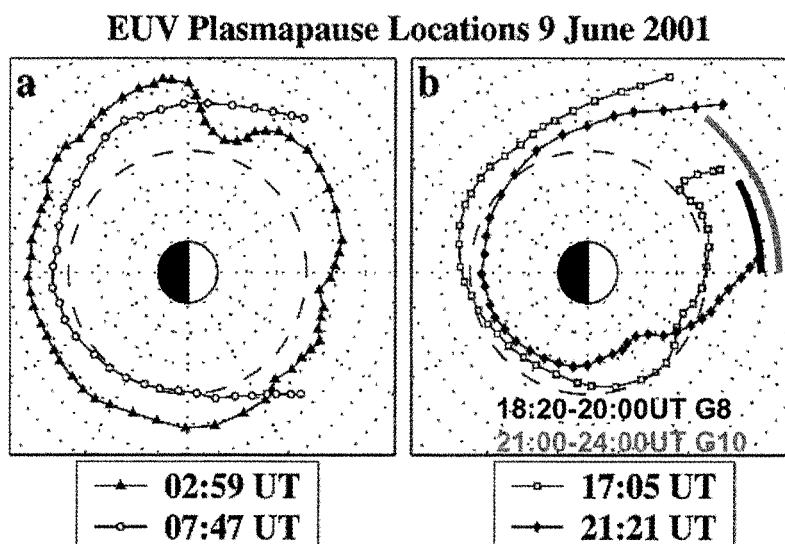 EUV Plasmapause Locations 9 June 2001
a
b
18:20-20:00UT G8
21:00-24:00UT G10
02:59 UT
07:47 UT
17:05 UT
21:21 UT